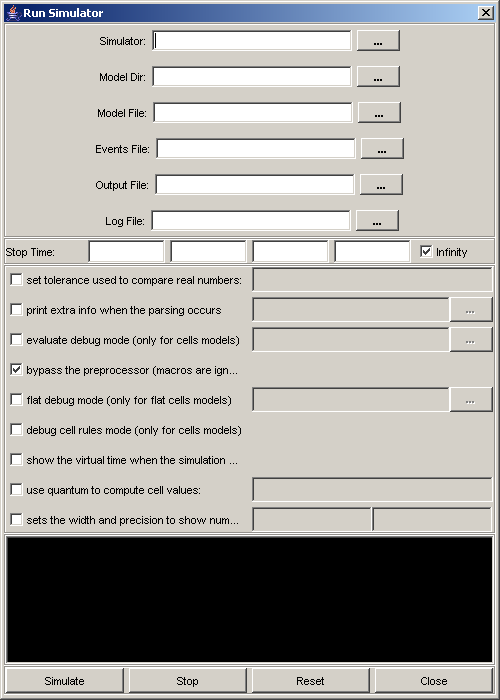 Run Simulator
Simulator: ...
Model Dir: ...
Model File: ...
Events File: ...
Output File: ...
Log File: ...
Stop Time: Infinity
set tolerance used to compare real numbers:
print extra info when the parsing occurs ...
evaluate debug mode (only for cells models) ...
bypass the preprocessor (macros are ign...
flat debug mode (only for flat cells models) ...
debug cell rules mode (only for cells models)
show the virtual time when the simulation ...
use quantum to compute cell values:
sets the width and precision to show num...
Simulate Stop Reset Close